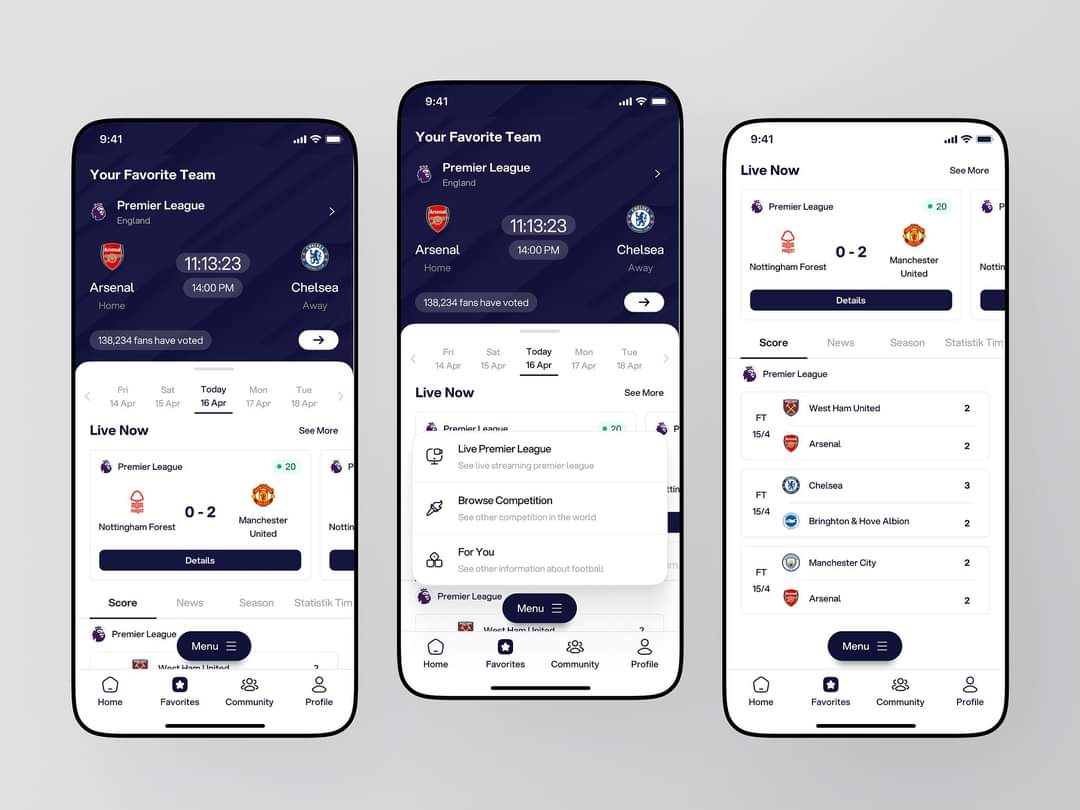 9:41
Your Favorite Team
Premier League
England
11:13:23
14:00 PM
Arsenal
Home
Chelsea
Away
138,234 fans have voted
Fri
14 Apr
Sat
15 Apr
Today
16 Apr
Mon
17 Apr
Tue
18 Apr
Live Now
See More
Premier League
20
P
Nottingham Forest
0 - 2
Manchester
United
Nottin
Details
Score
News
Season
Statistik Tim
Premier League
West Ham United
2
Menu
Home
Favorites
Community
Profile
9:41
Your Favorite Team
Premier League
England
11:13:23
14:00 PM
Arsenal
Home
Chelsea
Away
138,234 fans have voted
Fri
14 Apr
Sat
15 Apr
Today
16 Apr
Mon
17 Apr
Tue
18 Apr
Live Now
See More
Premier League
20
P
Live Premier League
See live streaming premier league
Browse Competition
See other competition in the world
For You
See other information about football
Premier League
West Ham United
2
Menu
Home
Favorites
Community
Profile
9:41
Live Now
See More
Premier League
20
P
Nottingham Forest
0 - 2
Manchester
United
Nottin
Details
Score
News
Season
Statistik Tim
Premier League
FT
15/4
West Ham United
2
Arsenal
2
FT
15/4
Chelsea
3
Bringhton & Hove Albion
2
FT
15/4
Manchester City
2
Arsenal
2
Menu
Home
Favorites
Community
Profile